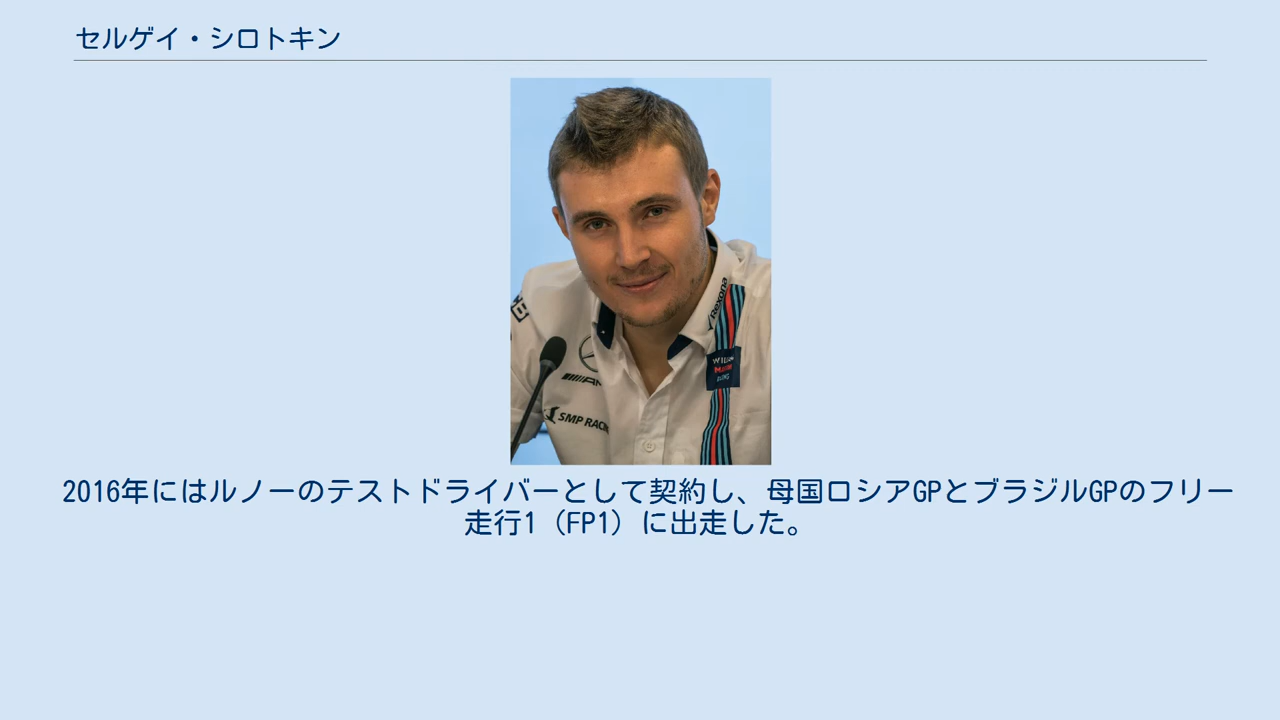 セルゲイ・シロトキン
Rexona
SMP RACIN
2016年にはルノーのテストドライバーとして契約し、母国ロシアGPとブラジルGPのフリー
走行1（FP1）に出走した。